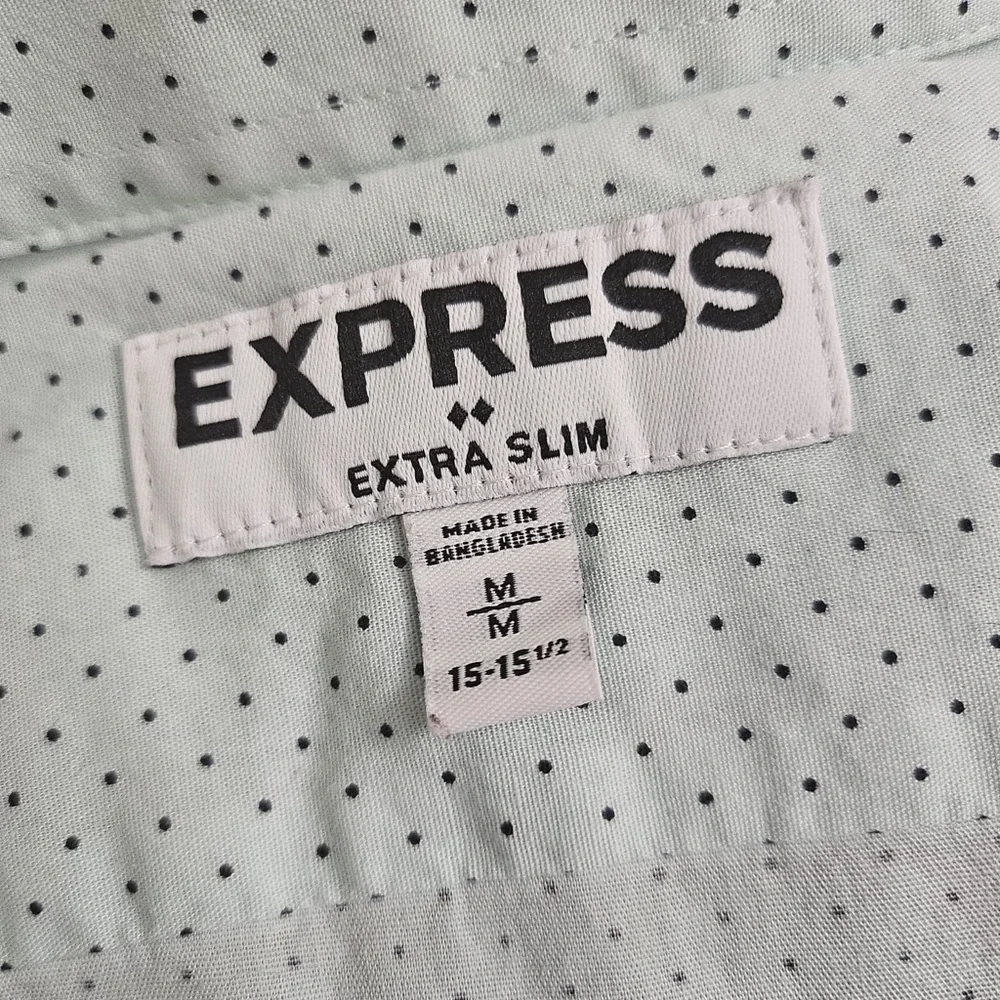 EXPRESS
EXTRA SLIM
MADE IN
BANGLADESH
M
M
15-15 1/2